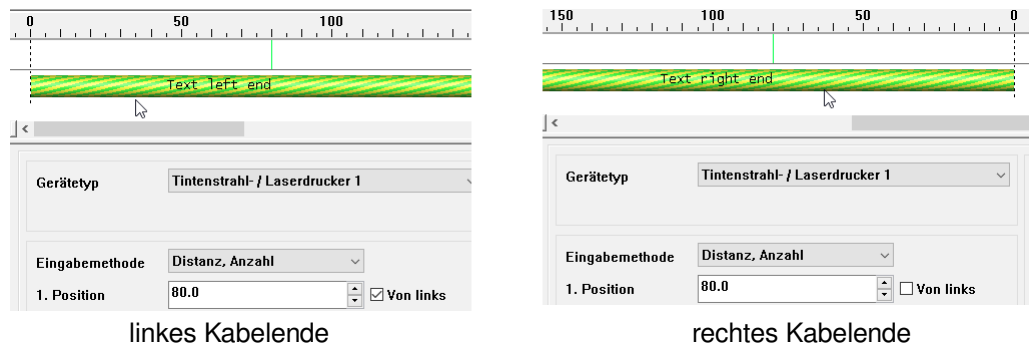 0 50 100
Text left end
Gerätetyp Tintenstrahl- / Laserdrucker 1
Eingabemethode Distanz, Anzahl
1. Position 80.0 Von links
linkes Kabelende
150 100 50 0
Text right end
Gerätetyp Tintenstrahl- / Laserdrucker 1
Eingabemethode Distanz, Anzahl
1. Position 80.0 Von links
rechtes Kabelende